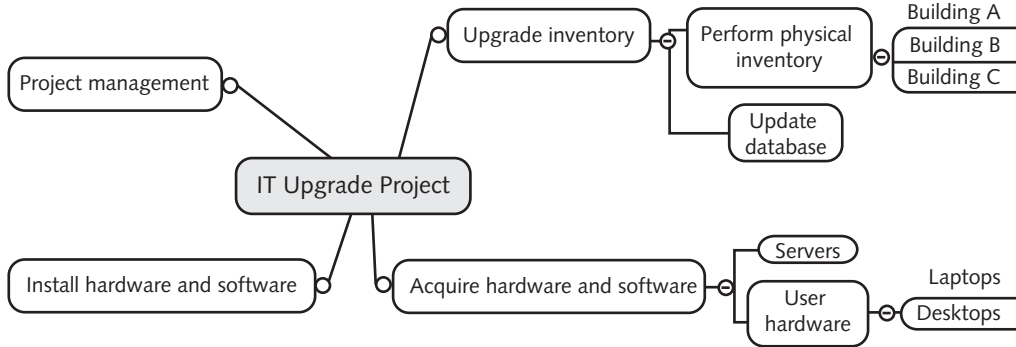 Building A
Upgrade inventory
Perform physical
inventory
Building B
Building C
Project management
Update
database
IT Upgrade Project
Servers
Install hardware and software
Acquire hardware and software
User
hardware
Laptops
Desktops